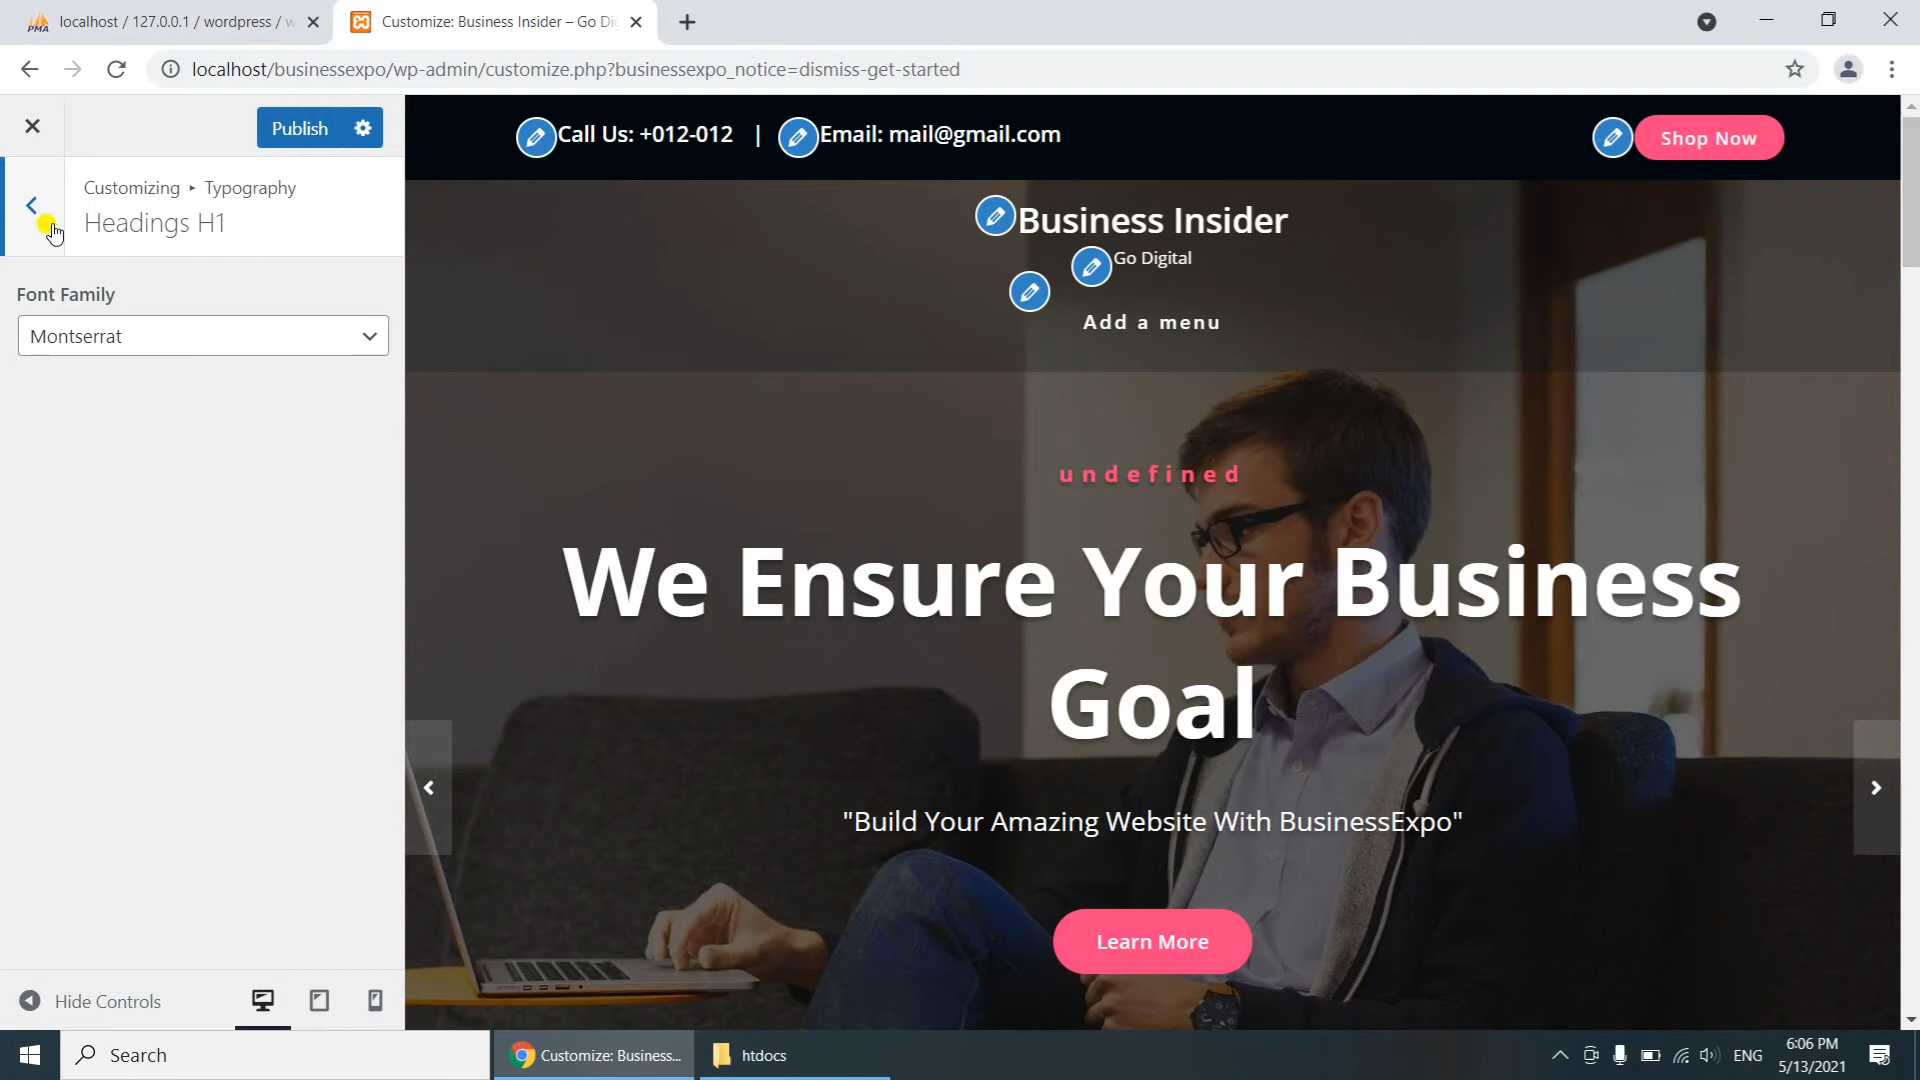 localhost / 127.0.0.1 / wordpress / w
Customize: Business Insider – Go Di
localhost/businessexpo/wp-admin/customize.php?businessexpo_notice=dismiss-get-started
Publish
Customizing ▸ Typography
Headings H1
Font Family
Montserrat
Hide Controls
Call Us: +012-012 | Email: mail@gmail.com
Shop Now
Business Insider
Go Digital
Add a menu
undefined
We Ensure Your Business
Goal
"Build Your Amazing Website With BusinessExpo"
Learn More
Search
Customize: Business...
htdocs
ENG
6:06 PM
5/13/2021
PMA